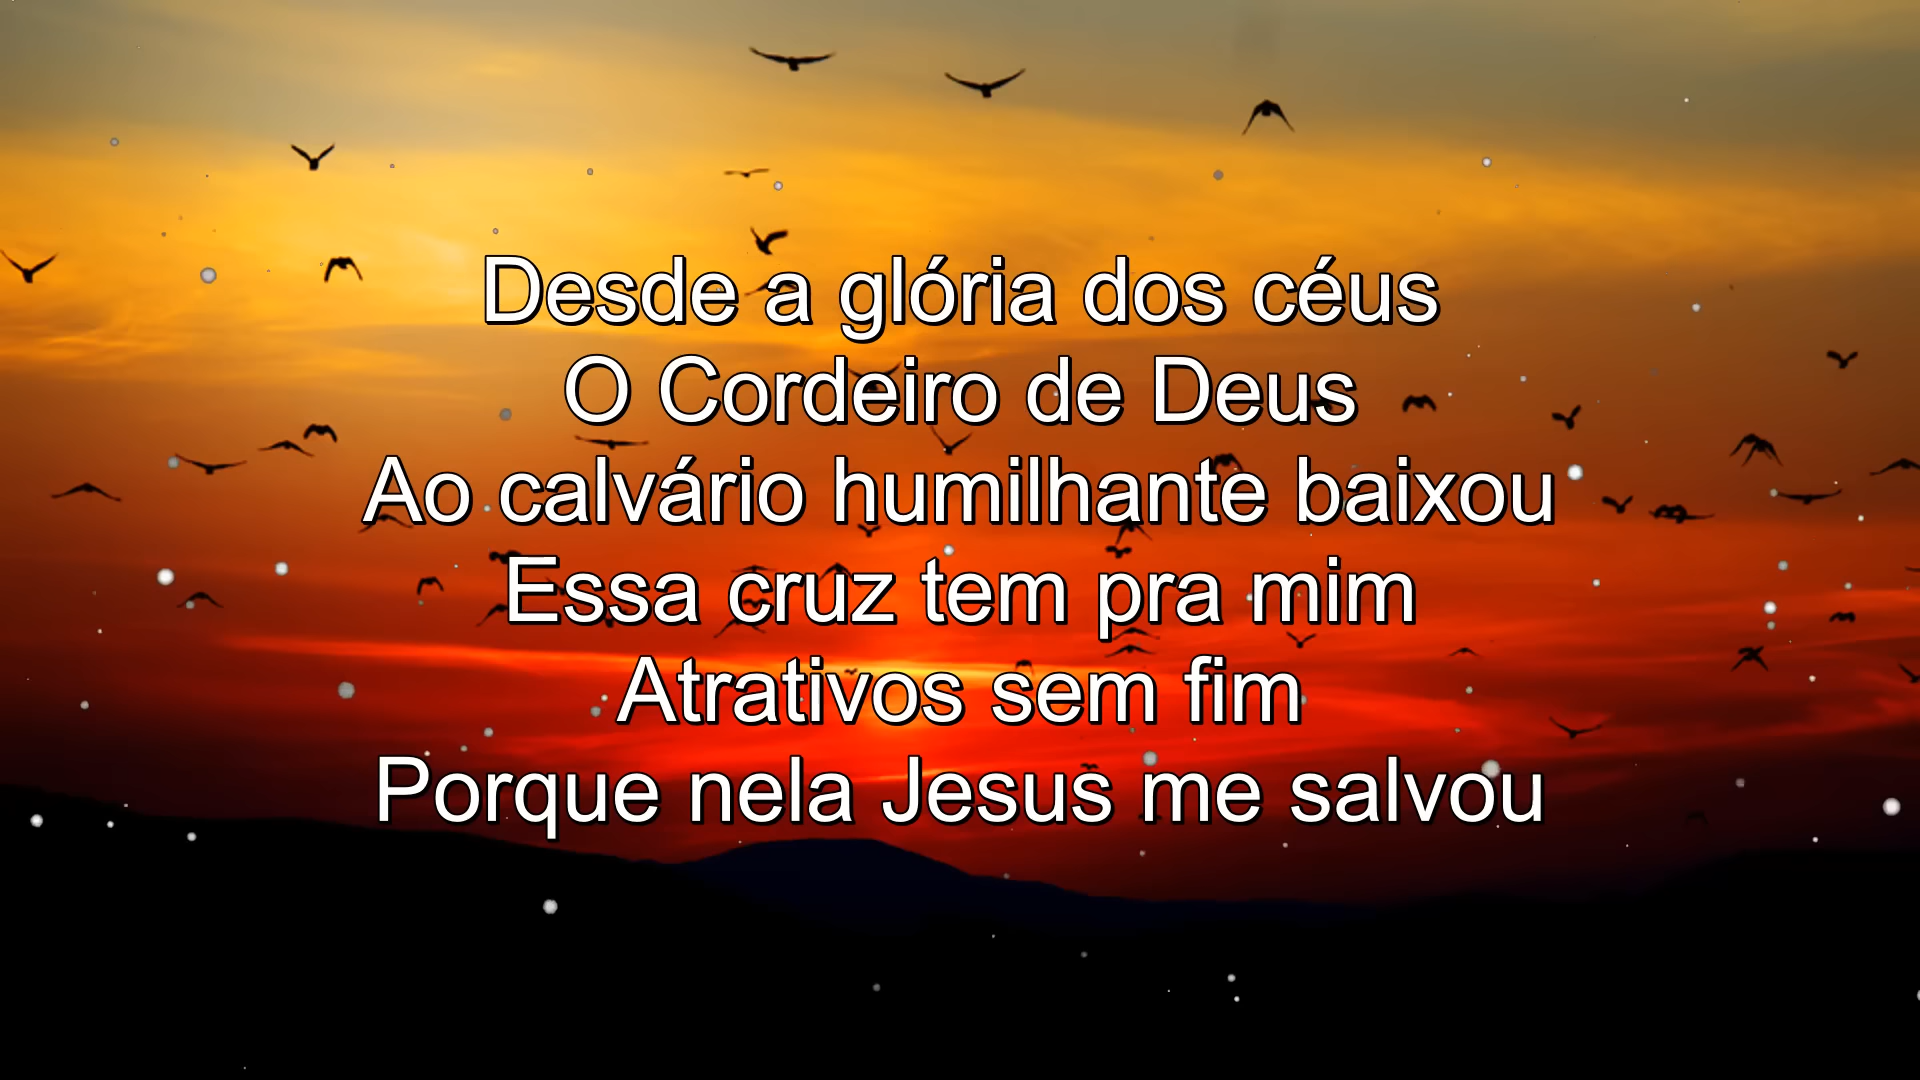 Desde a glória dos céus
O Cordeiro de Deus
Ao calvário humilhante baixou
Essa cruz tem pra mim
Atrativos sem fim
Porque nela Jesus me salvou